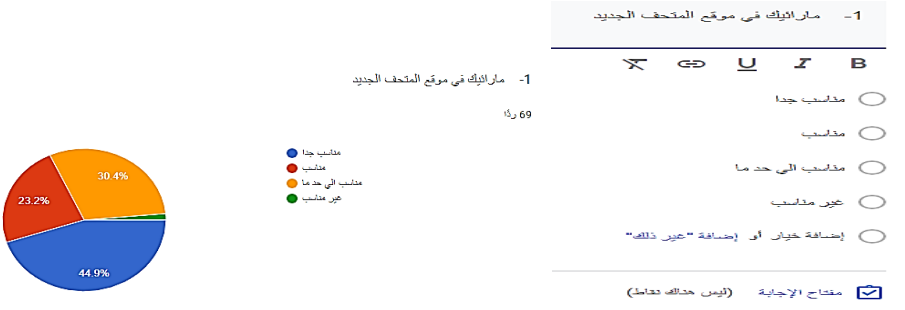 1- مارائيك في موقع المتحف الجديد
B I U
مناسب جدا
مناسب
مناسب الي حد ما
غير مناسب
إضافة خيار أو إضافة "غير ذلك"
مفتاح الإجابة (ليس هناك نقاط)
1- مارائيك في موقع المتحف الجديد
69 ردًا
مناسب جدا
مناسب
مناسب الي حد ما
غير مناسب
30.4%
23.2%
44.9%